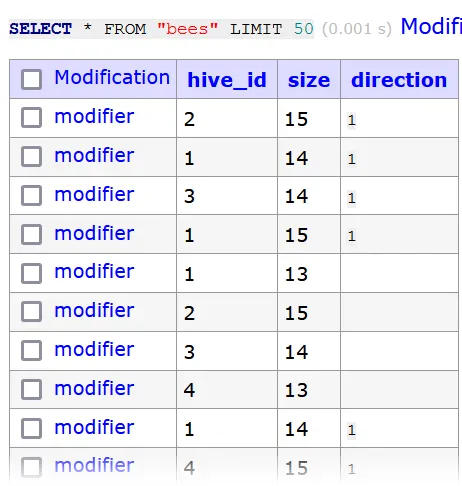 SELECT * FROM "bees" LIMIT 50 (0.001 s) Modifi
Modification hive_id size direction
modifier 2 15 1
modifier 1 14 1
modifier 3 14 1
modifier 1 15 1
modifier 1 13
modifier 2 15
modifier 3 14
modifier 4 13
modifier 1 14 1
modifier 4 15 1